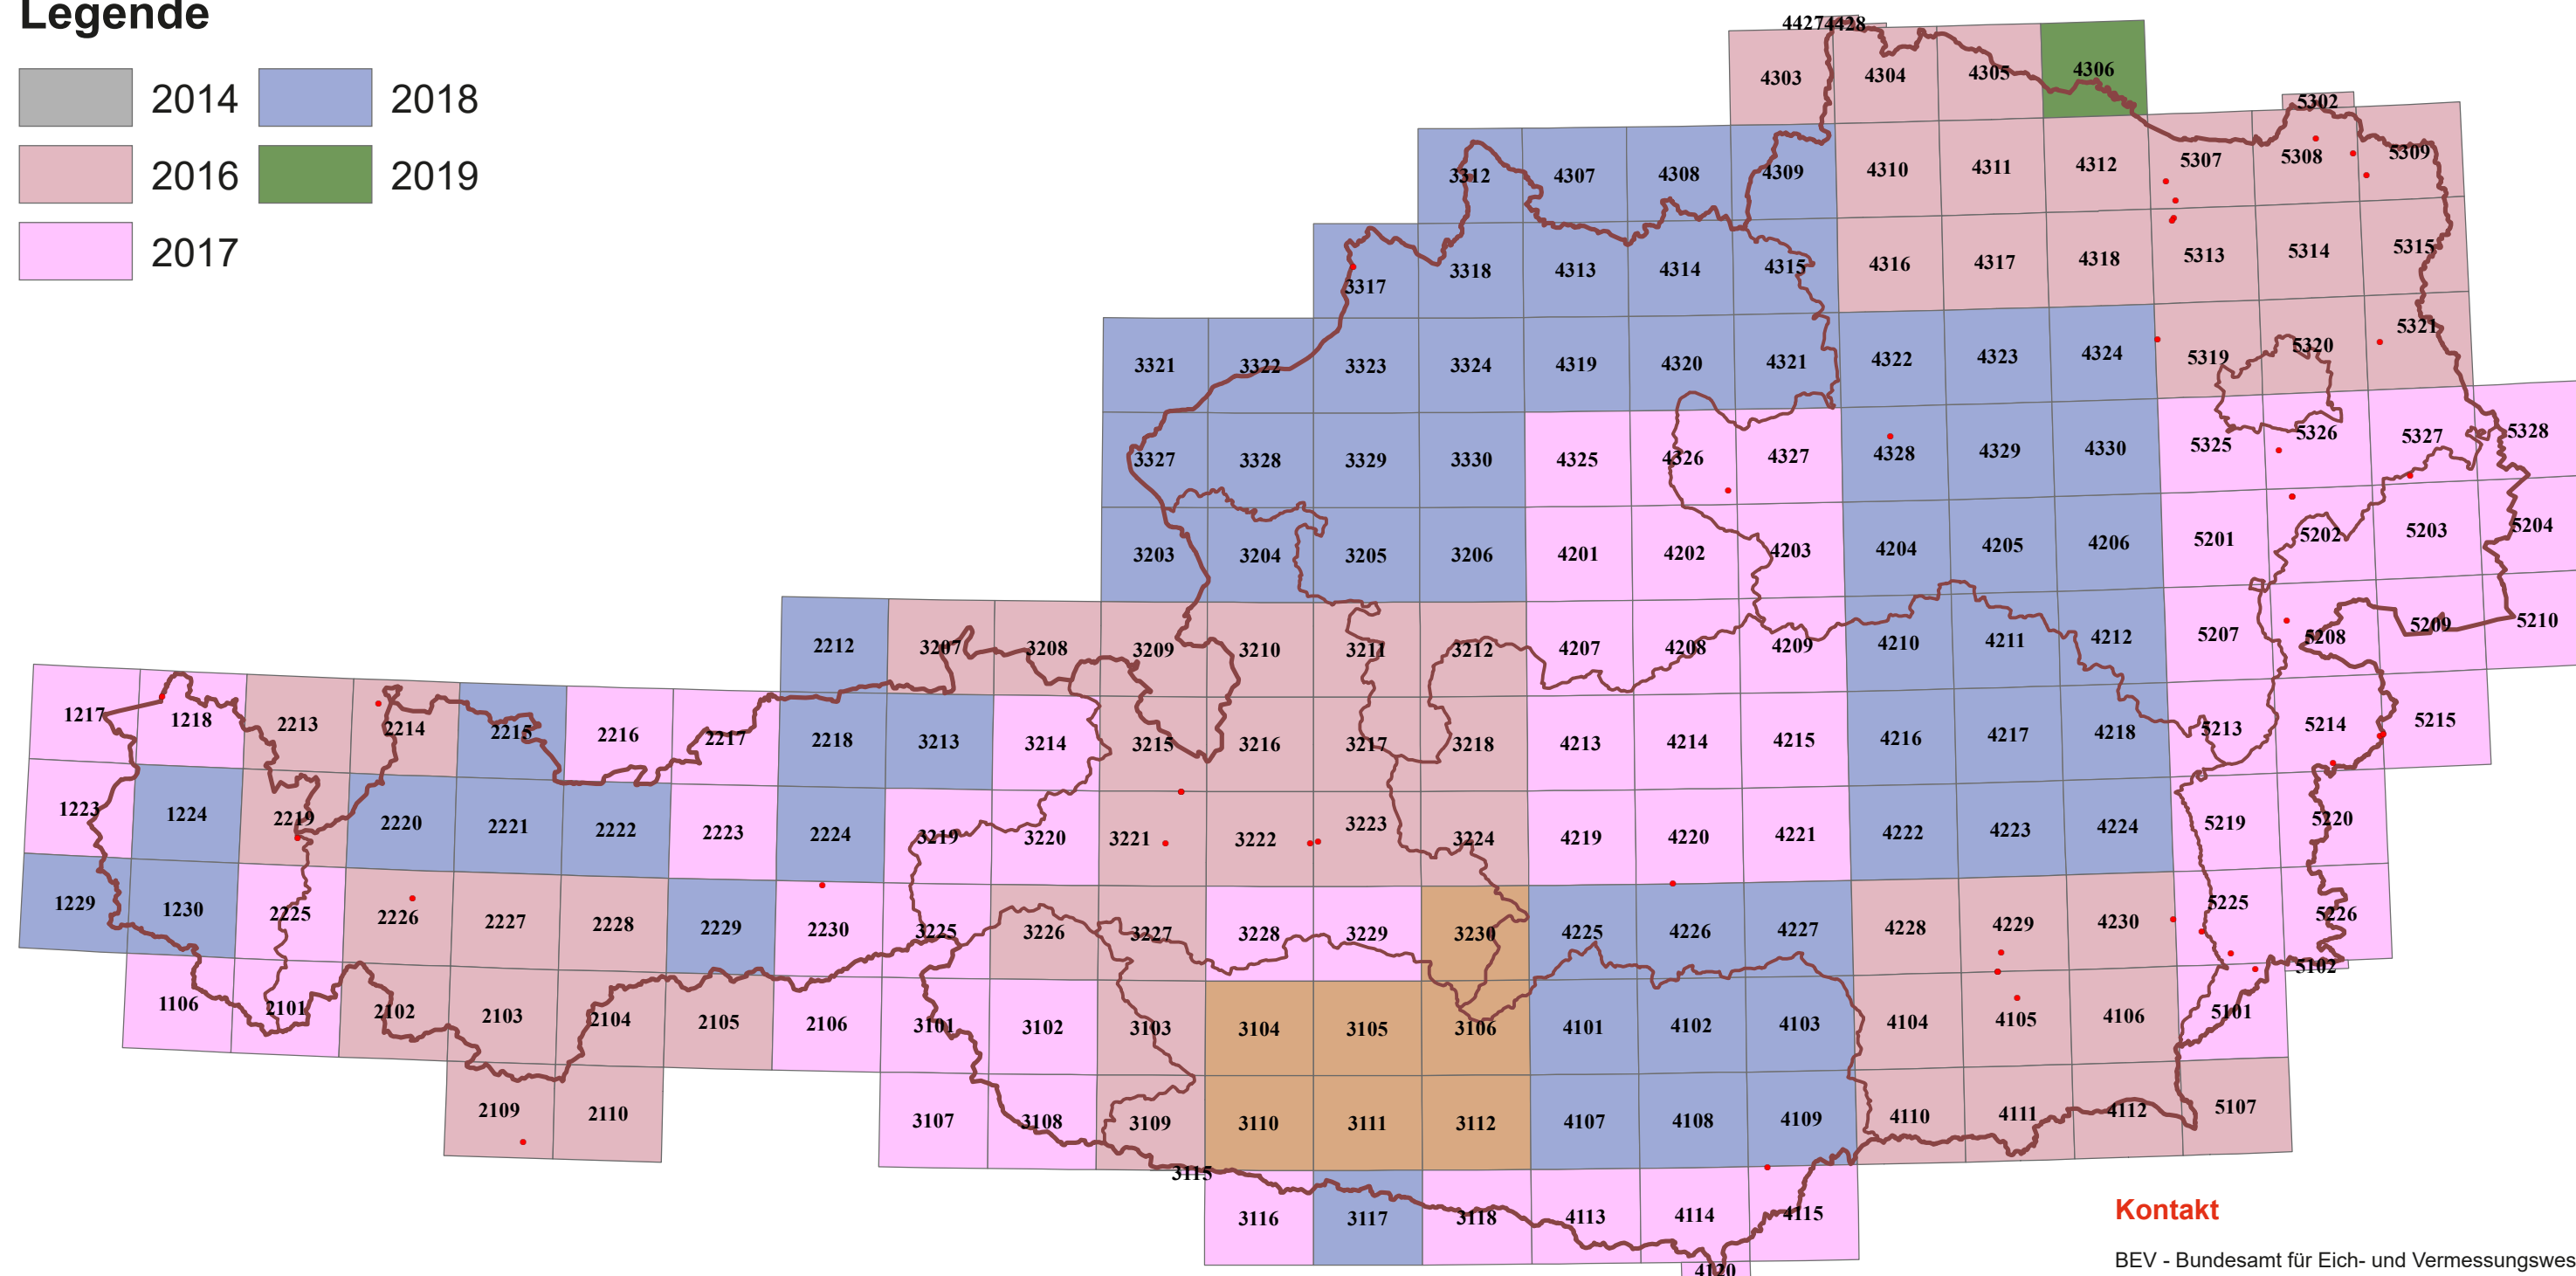 Legende
2014 2018
2016 2019
2017
4427 4428
4303 4304 4305 4306
5302
3312 4307 4308 4309 4310 4311 4312 5307 5308 5309
3317 3318 4313 4314 4315 4316 4317 4318 5313 5314 5315
3321 3322 3323 3324 4319 4320 4321 4322 4323 4324 5319 5320 5321
3327 3328 3329 3330 4325 4326 4327 4328 4329 4330 5325 5326 5327 5328
3203 3204 3205 3206 4201 4202 4203 4204 4205 4206 5201 5202 5203 5204
2212 3207 3208 3209 3210 3211 3212 4207 4208 4209 4210 4211 4212 5207 5208 5209 5210
1217 1218 2213 2214 2215 2216 2217 2218 3213 3214 3215 3216 3217 3218 4213 4214 4215 4216 4217 4218 5213 5214 5215
1223 1224 2219 2220 2221 2222 2223 2224 3219 3220 3221 3222 3223 3224 4219 4220 4221 4222 4223 4224 5219 5220
1229 1230 2225 2226 2227 2228 2229 2230 3225 3226 3227 3228 3229 3230 4225 4226 4227 4228 4229 4230 5225 5226
5102
1106 2101 2102 2103 2104 2105 2106 3101 3102 3103 3104 3105 3106 4101 4102 4103 4104 4105 4106 5101
2109 2110 3107 3108 3109 3110 3111 3112 4107 4108 4109 4110 4111 4112 5107
3115
3116 3117 3118 4113 4114 4115
4120
Kontakt
BEV - Bundesamt für Eich- und Vermessungswes